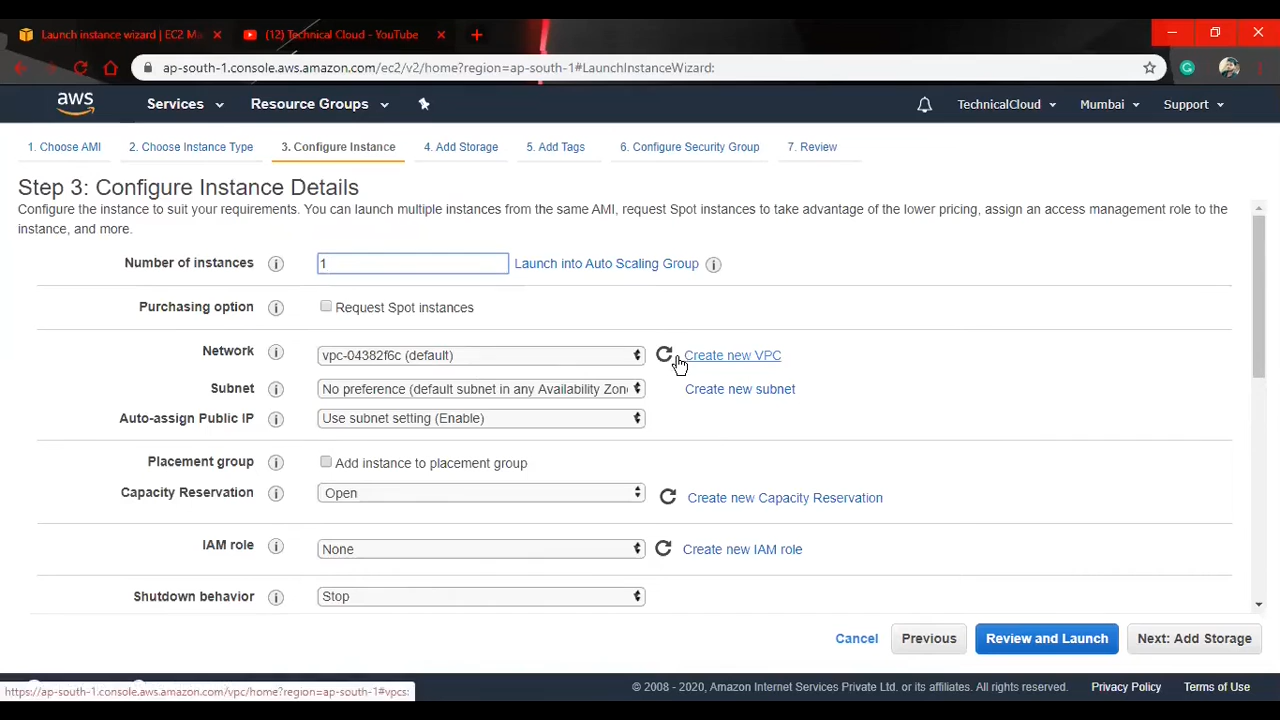 Launch instance wizard | EC2 M
(12) Technical Cloud - YouTube
ap-south-1.console.aws.amazon.com/ec2/v2/home?region=ap-south-1#LaunchInstanceWizard:
aws
Services
Resource Groups
TechnicalCloud
Mumbai
Support
1. Choose AMI
2. Choose Instance Type
3. Configure Instance
4. Add Storage
5. Add Tags
6. Configure Security Group
7. Review
Step 3: Configure Instance Details
Configure the instance to suit your requirements. You can launch multiple instances from the same AMI, request Spot instances to take advantage of the lower pricing, assign an access management role to the
instance, and more.
Number of instances
1
Launch into Auto Scaling Group
Purchasing option
Request Spot instances
Network
vpc-04382f6c (default)
Create new VPC
Subnet
No preference (default subnet in any Availability Zon
Create new subnet
Auto-assign Public IP
Use subnet setting (Enable)
Placement group
Add instance to placement group
Capacity Reservation
Open
Create new Capacity Reservation
IAM role
None
Create new IAM role
Shutdown behavior
Stop
Cancel
Previous
Review and Launch
Next: Add Storage
https://ap-south-1.console.aws.amazon.com/vpc/home?region=ap-south-1#vpcs:
© 2008 - 2020, Amazon Internet Services Private Ltd. or its affiliates. All rights reserved.
Privacy Policy
Terms of Use